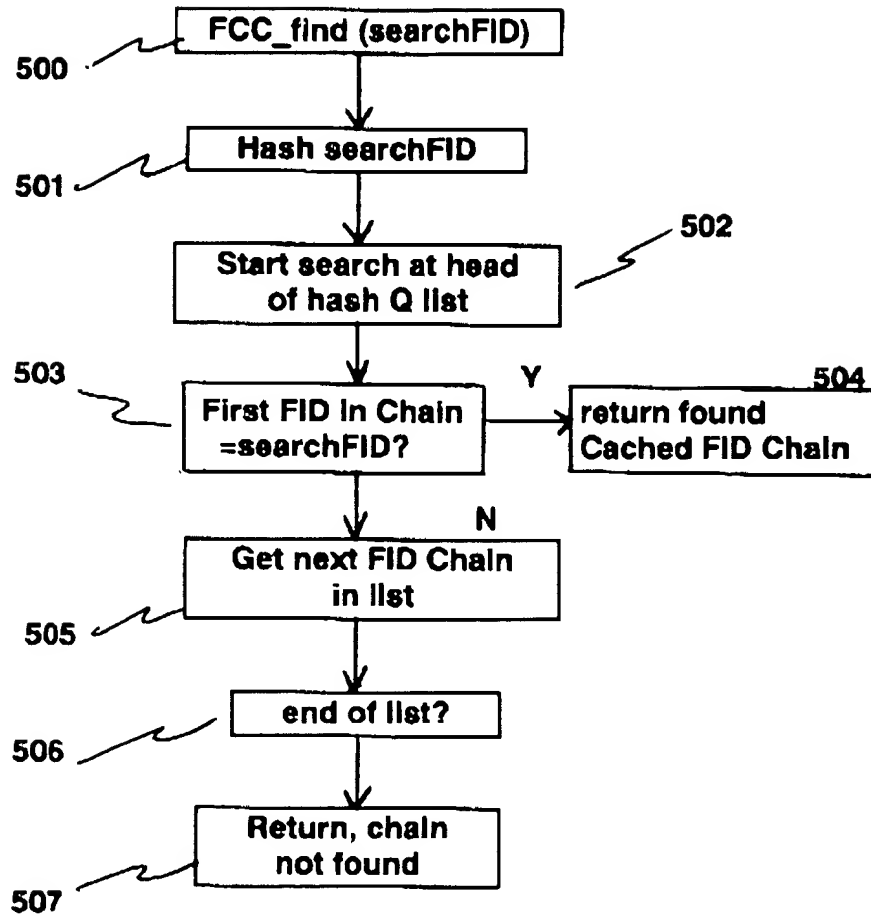 FCC_find (searchFID)
500
Hash searchFID
501
502
Start search at head
of hash Q list
503
First FID in Chain
=searchFID?
Y
504
return found
Cached FID Chain
N
Get next FID Chain
in list
505
end of list?
506
Return, chain
not found
507